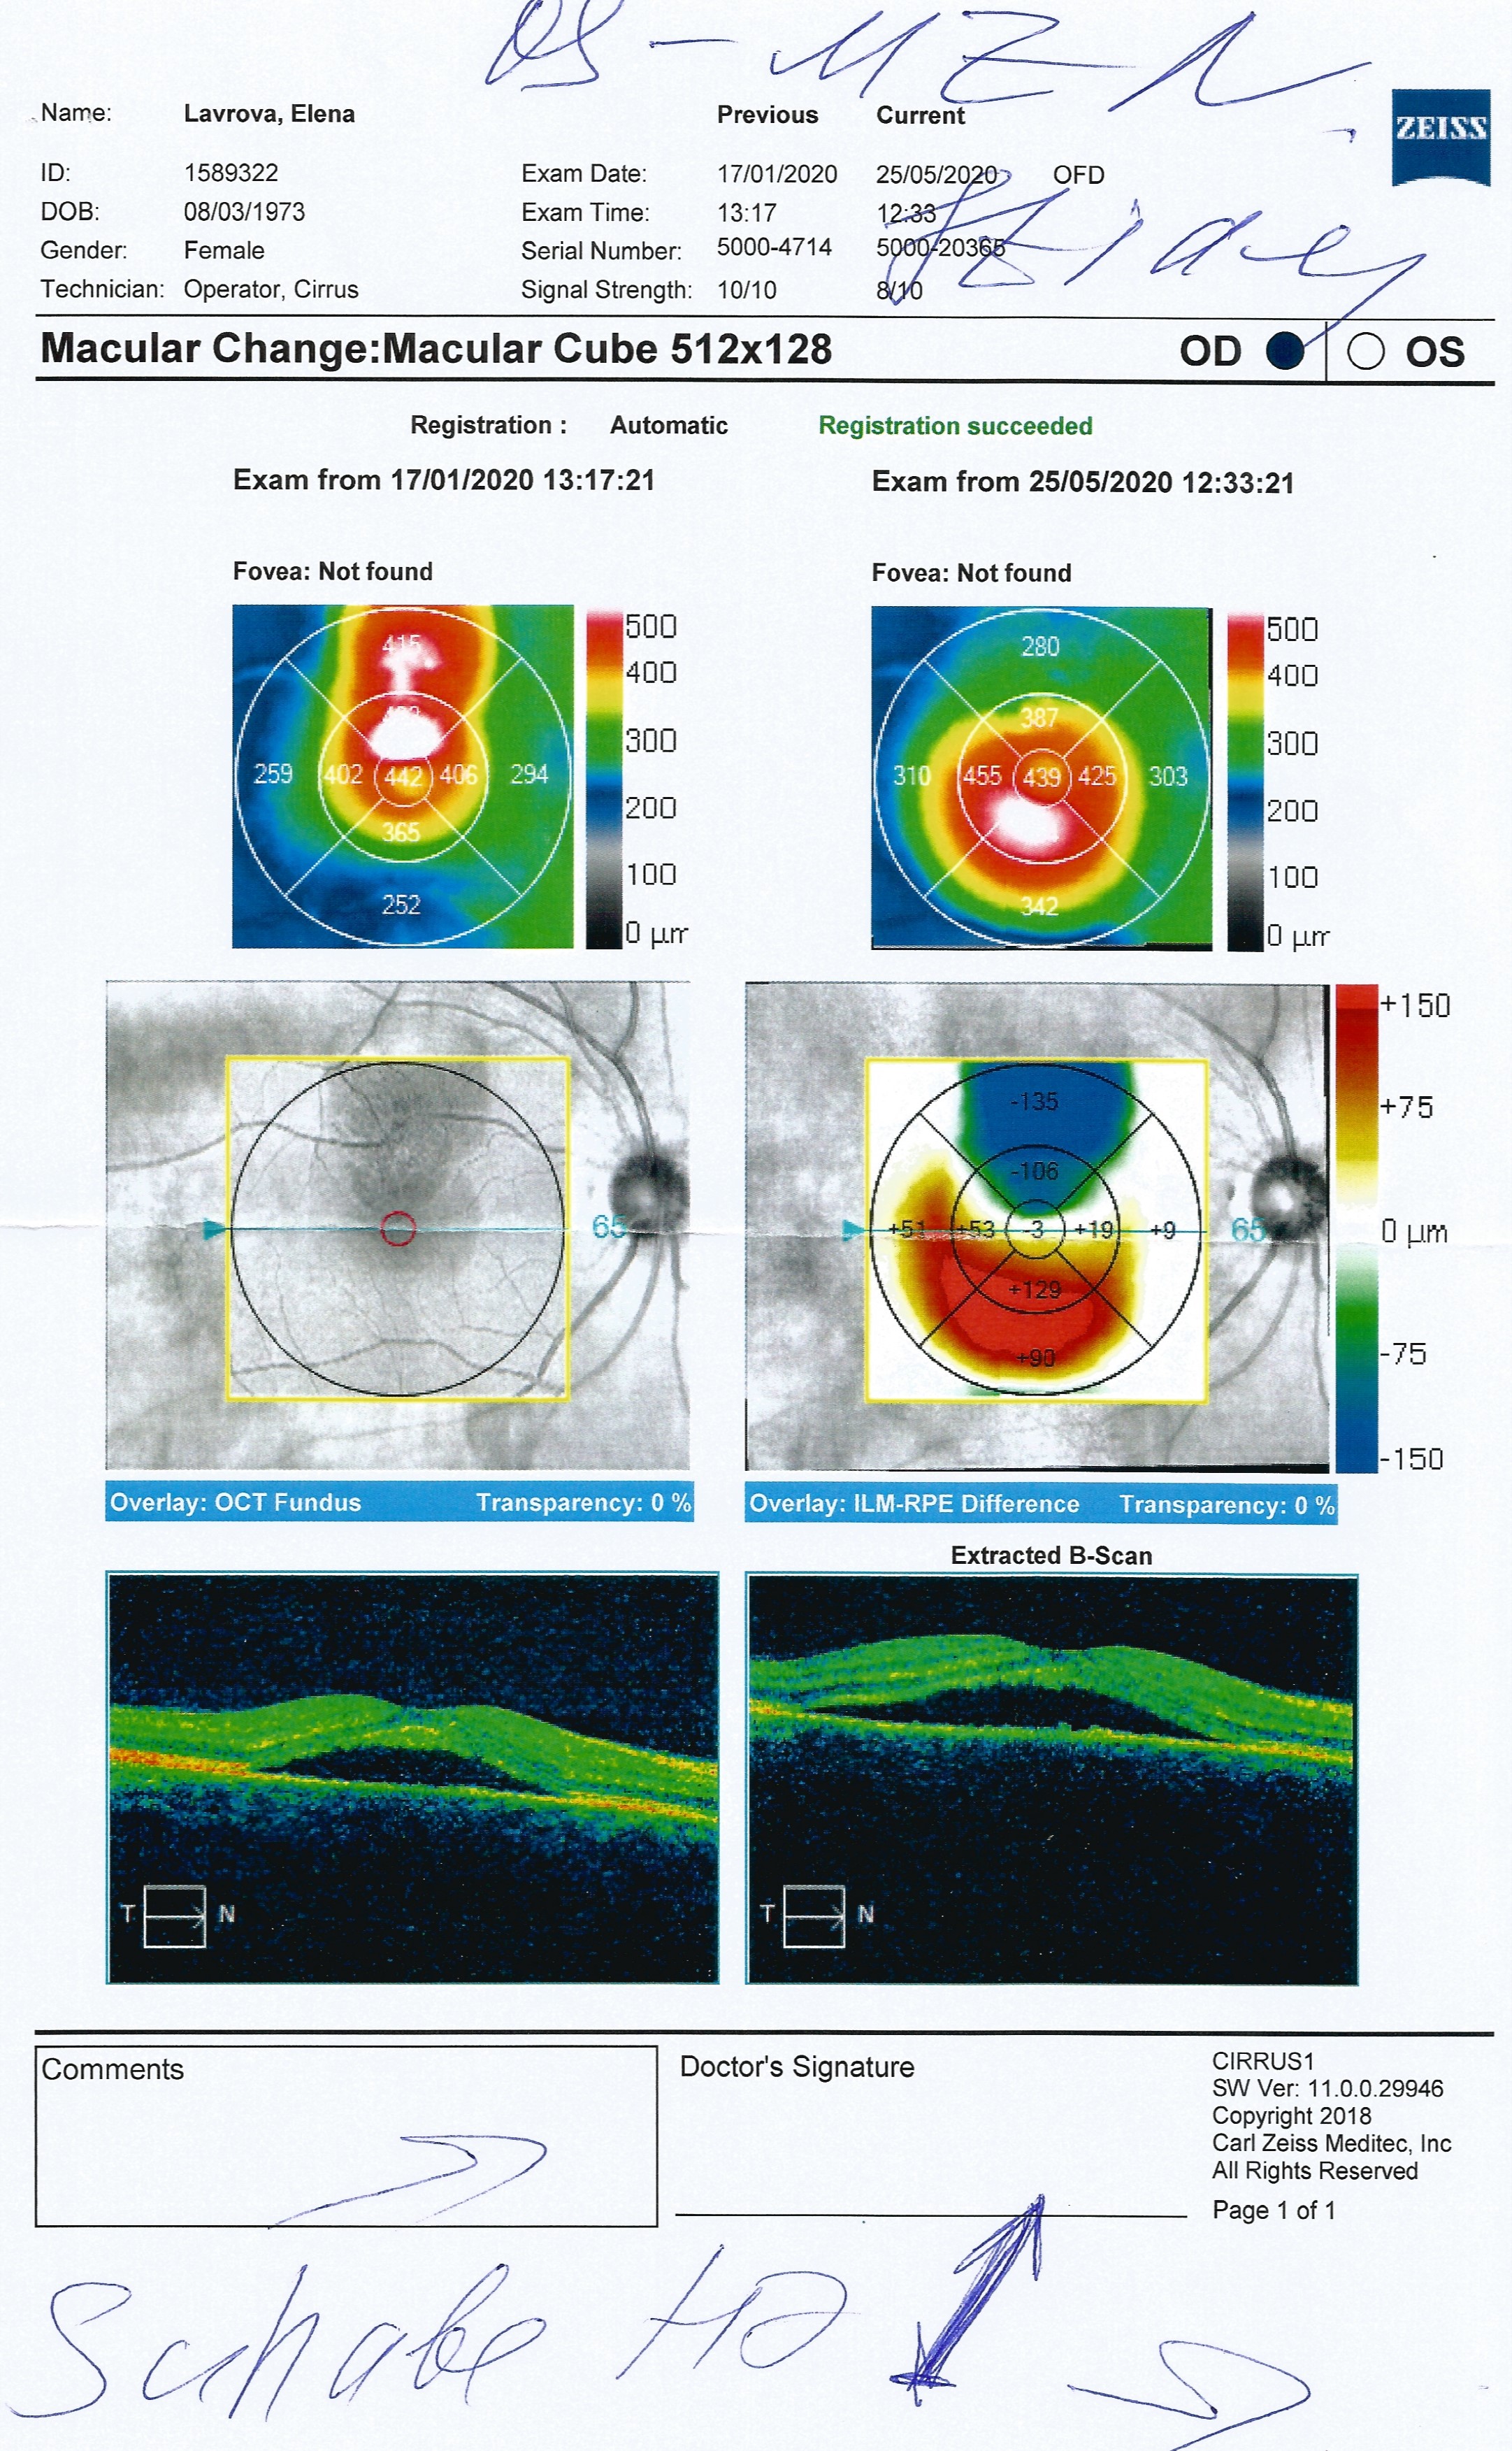 Name: Lavrova, Elena Previous Current
ZEISS
ID: 1589322 Exam Date: 17/01/2020 25/05/2020 OFD
DOB: 08/03/1973 Exam Time: 13:17 12:33
Gender: Female Serial Number: 5000-4714 5000-20365
Technician: Operator, Cirrus Signal Strength: 10/10 8/10
Macular Change:Macular Cube 512x128 OD OS
Registration : Automatic Registration succeeded
Exam from 17/01/2020 13:17:21 Exam from 25/05/2020 12:33:21
Fovea: Not found Fovea: Not found
415
259 402 442 406 294
365
252
500
400
300
200
100
0 µm
280
387
310 455 439 425 303
342
500
400
300
200
100
0 µm
65
-135
-106
+51 +53 -3 +19 +9 65
+129
+90
+150
+75
0 µm
-75
-150
Overlay: OCT Fundus Transparency: 0 % Overlay: ILM-RPE Difference Transparency: 0 %
Extracted B-Scan
T N T N
Comments
Doctor's Signature
CIRRUS1
SW Ver: 11.0.0.29946
Copyright 2018
Carl Zeiss Meditec, Inc
All Rights Reserved
Page 1 of 1